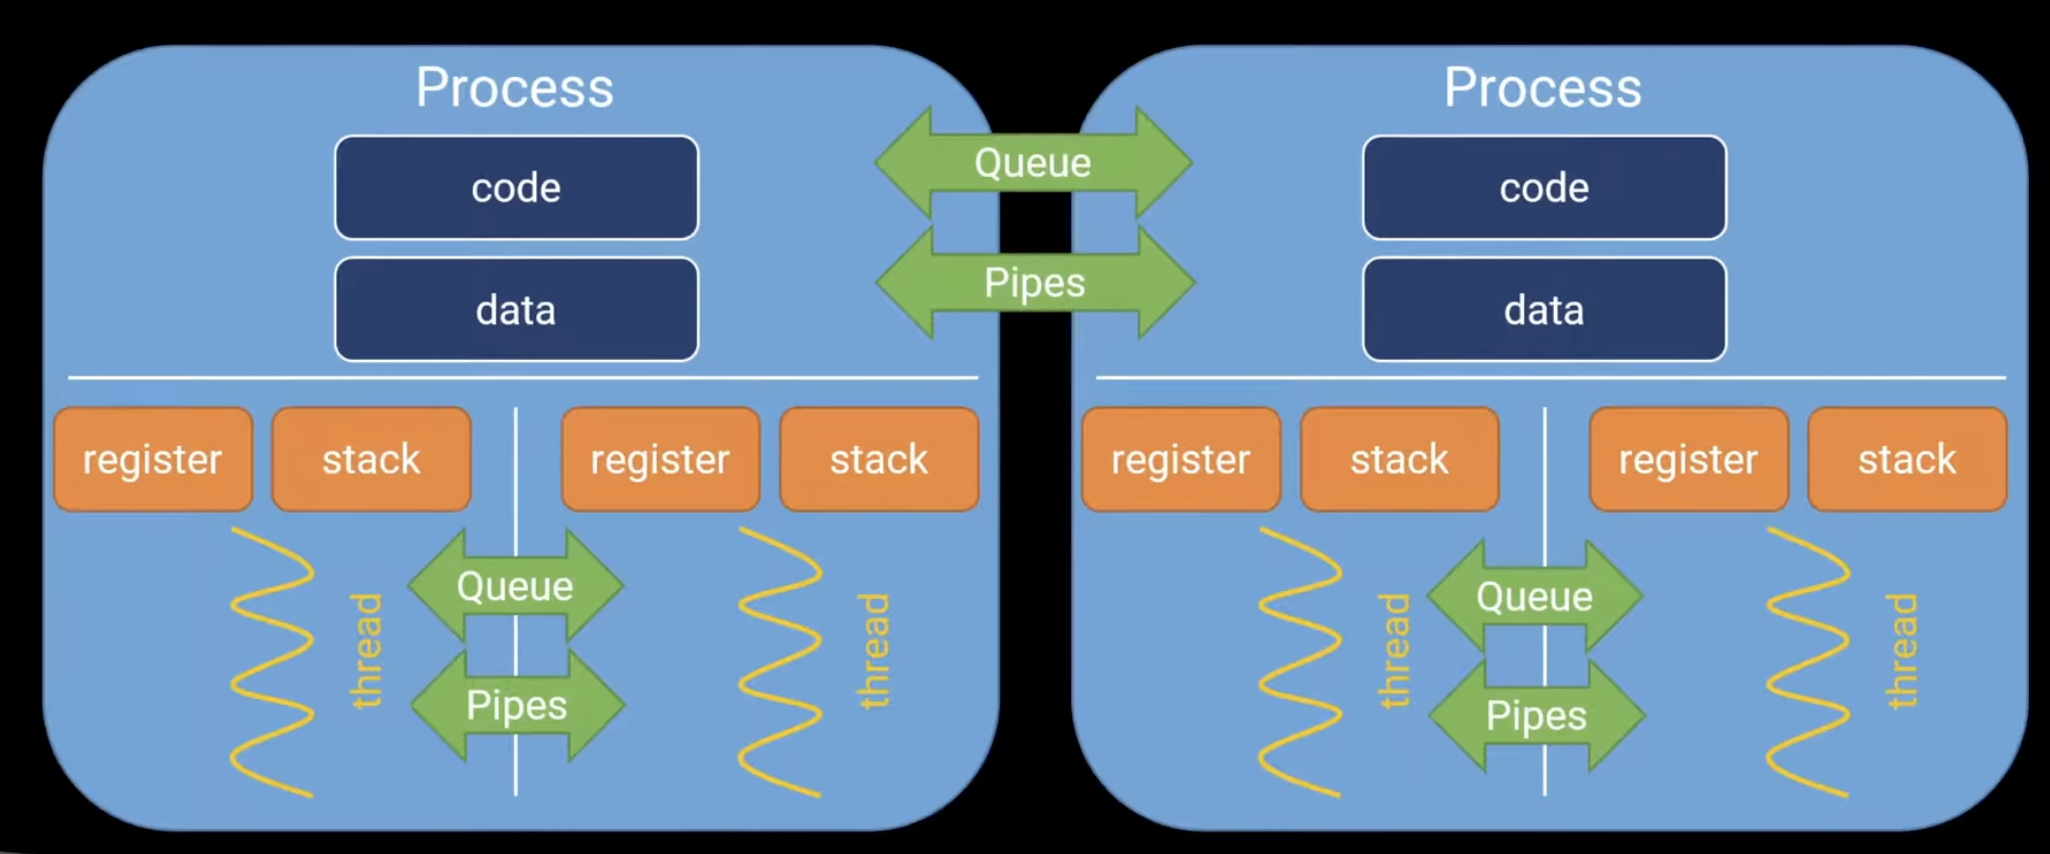 Process
code
data
register
stack
register
stack
thread
Queue
Pipes
thread
Queue
Pipes
Process
code
data
register
stack
register
stack
thread
Queue
Pipes
thread